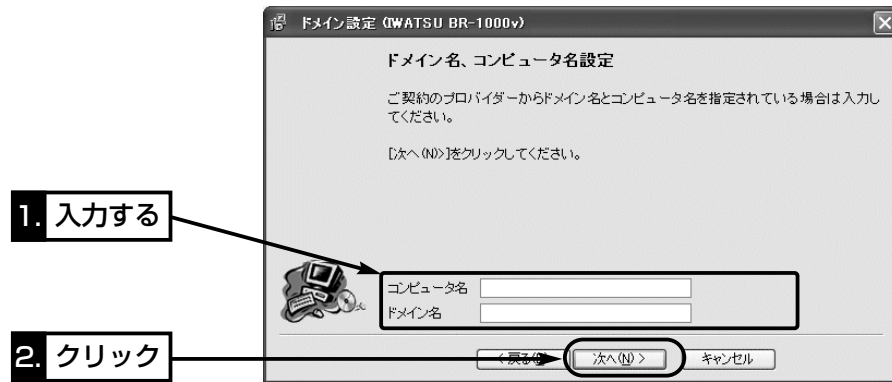 ドメイン設定 (IWATSU BR-1000v)
ドメイン名、コンピュータ名設定
ご契約のプロバイダーからドメイン名とコンピュータ名を指定されている場合は入力し
てください。
[次へ(N)>]をクリックしてください。
1. 入力する
コンピュータ名
ドメイン名
2. クリック
< 戻る(B) 次へ(N) > キャンセル